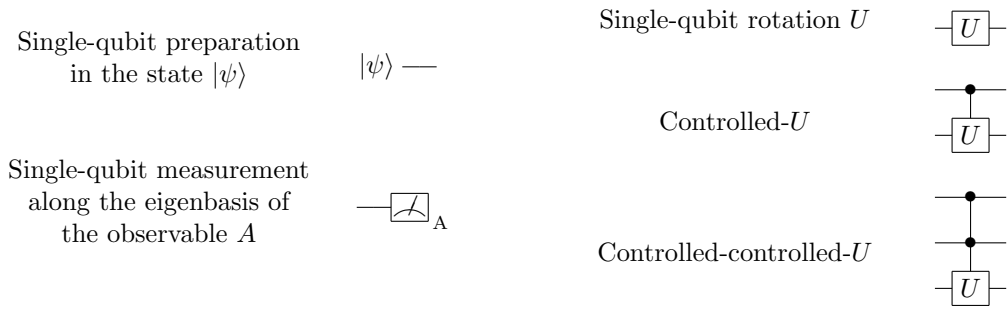 Single-qubit preparation
in the state |ψ⟩
|ψ⟩
Single-qubit measurement
along the eigenbasis of
the observable A
A
Single-qubit rotation U
U
Controlled-U
U
Controlled-controlled-U
U